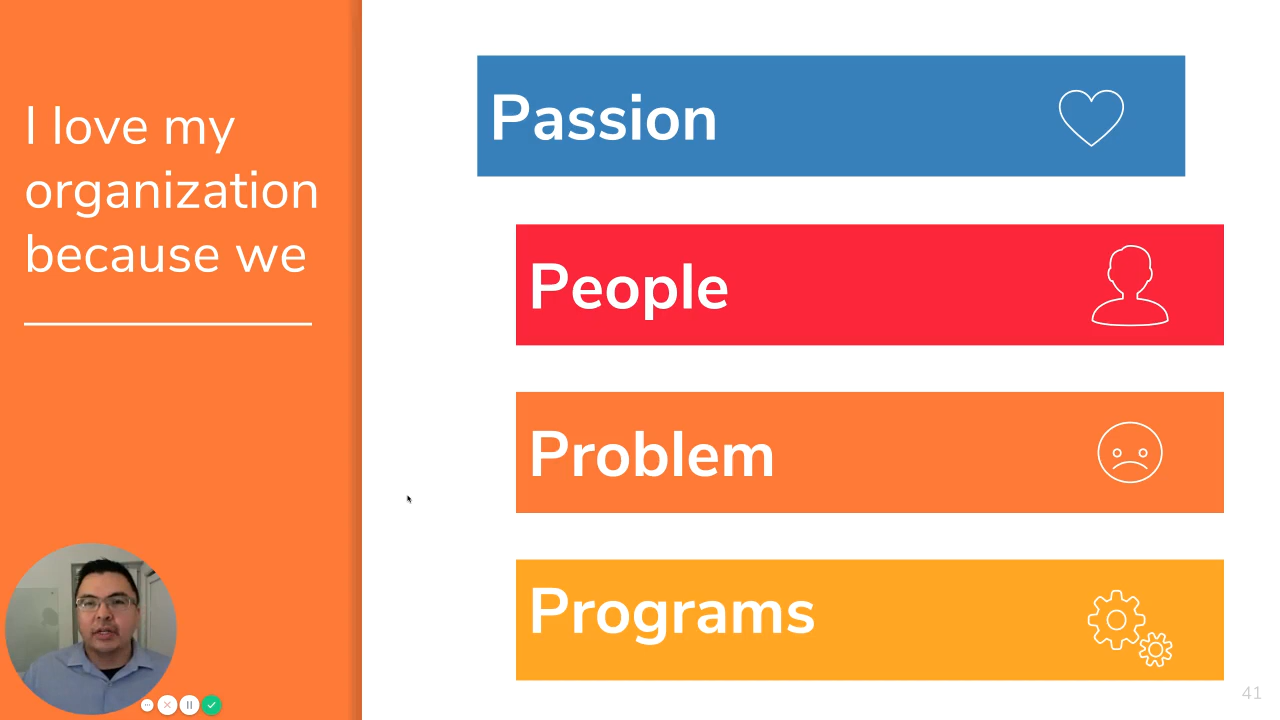 I love my
organization
because we
Passion
People
Problem
Programs
41